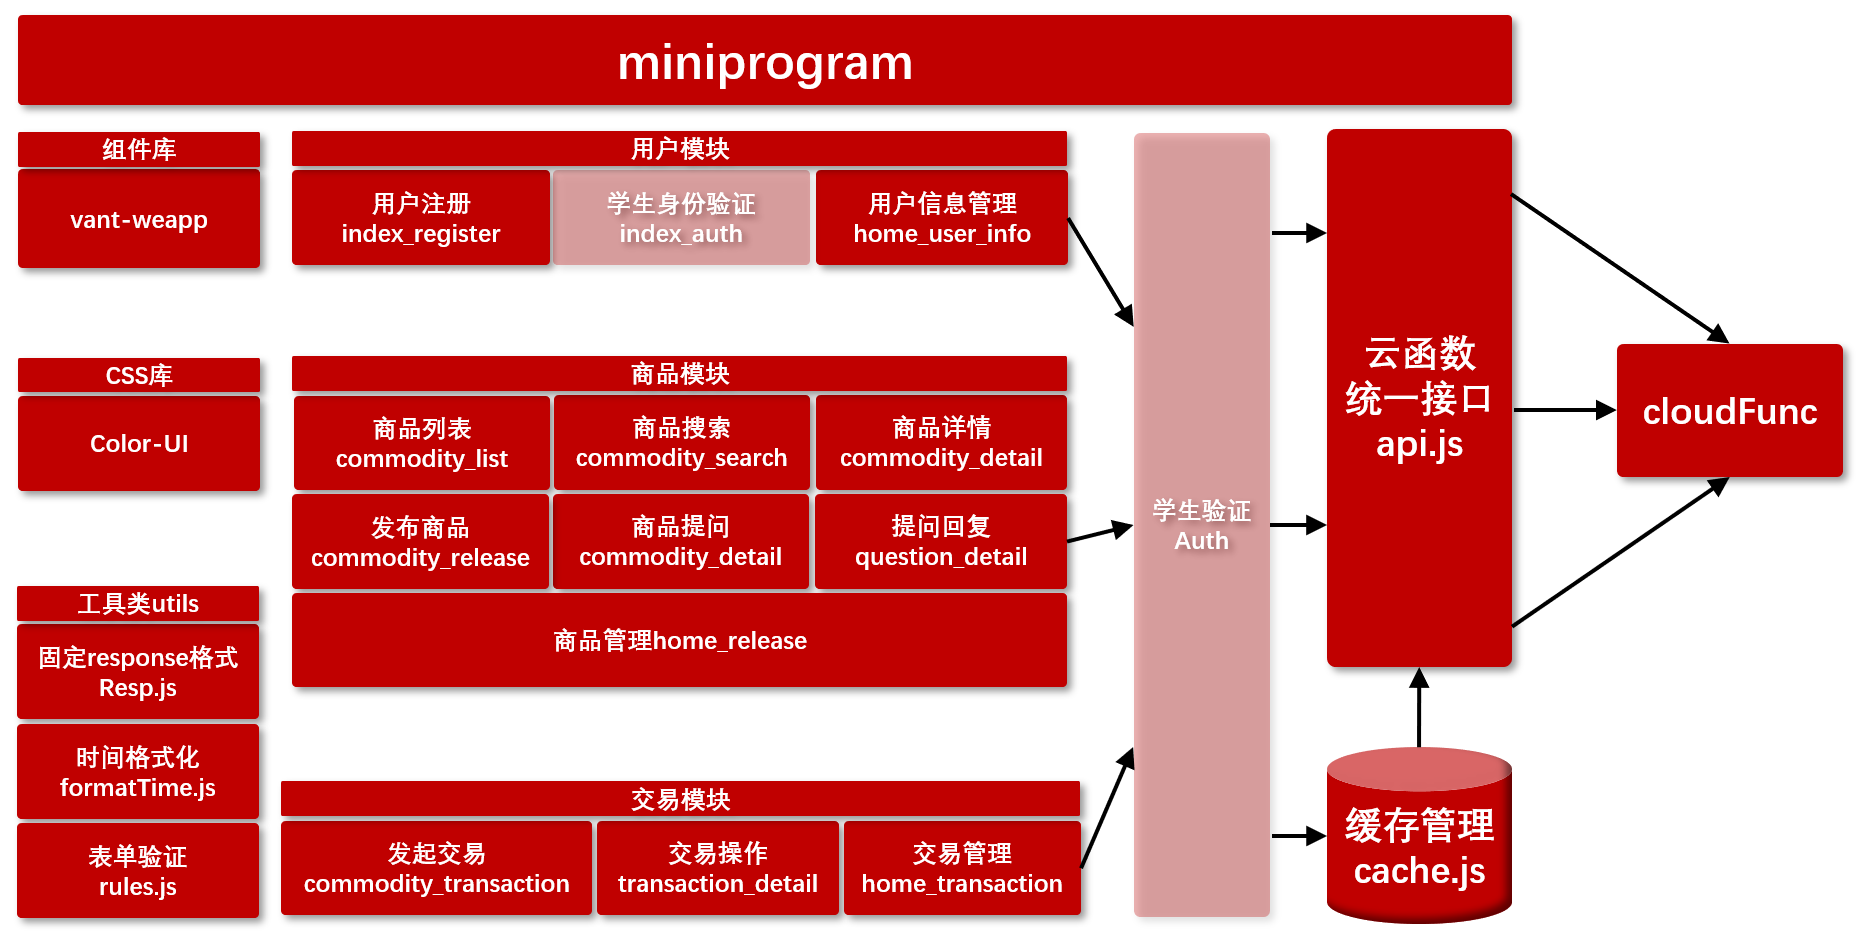 miniprogram
组件库
vant-weapp
用户模块
用户注册
index_register
学生身份验证
index_auth
用户信息管理
home_user_info
CSS库
Color-UI
商品模块
商品列表
commodity_list
商品搜索
commodity_search
商品详情
commodity_detail
发布商品
commodity_release
商品提问
commodity_detail
提问回复
question_detail
商品管理home_release
工具类utils
固定response格式
Resp.js
时间格式化
formatTime.js
表单验证
rules.js
交易模块
发起交易
commodity_transaction
交易操作
transaction_detail
交易管理
home_transaction
学生验证
Auth
云函数
统一接口
api.js
缓存管理
cache.js
cloudFunc